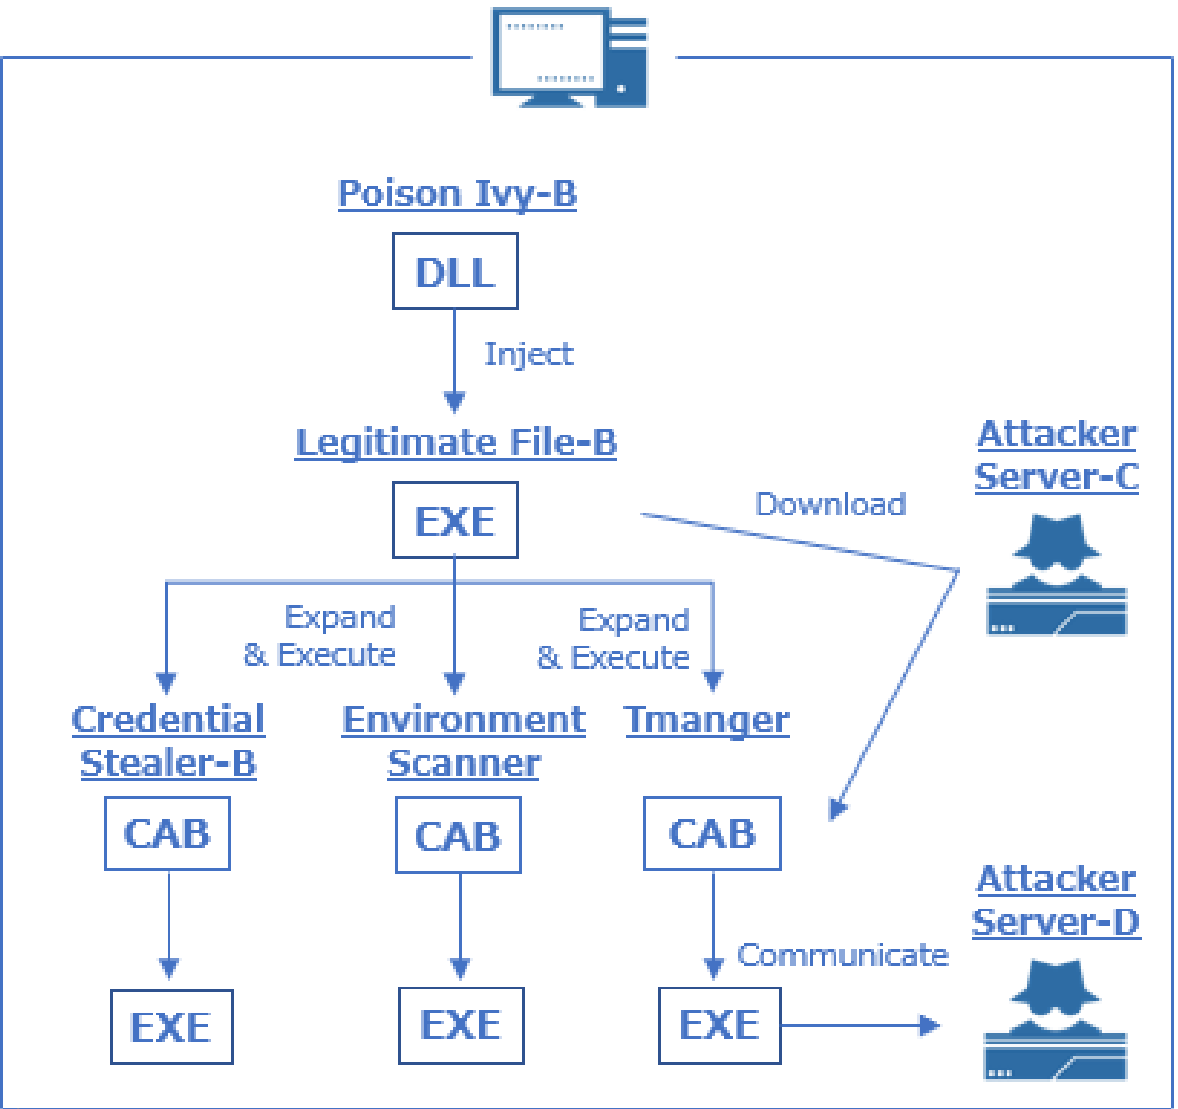 Poison Ivy-B
DLL
Inject
Legitimate File-B
EXE
Download
Attacker
Server-C
Expand
& Execute
Expand
& Execute
Credential
Stealer-B
Environment
Scanner
Tmanger
CAB
CAB
CAB
Attacker
Server-D
Communicate
EXE
EXE
EXE